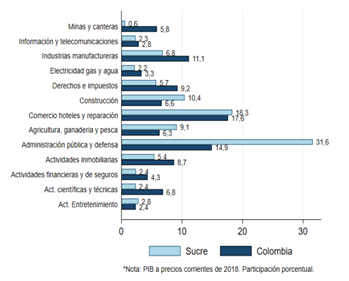 Minas y canteras 0,6 5,8
Información y telecomunicaciones 2,3 2,8
Industrias manufactureras 6,8 11,1
Electricidad gas y agua 2,2 3,3
Derechos e impuestos 5,7 9,2
Construcción 10,4 6,6
Comercio hoteles y reparación 18,3 17,6
Agricultura, ganaderia y pesca 9,1 6,3
Administración pública y defensa 31,6 14,9
Actividades inmobiliarias 5,4 8,7
Actividades financieras y de seguros 2,4 4,3
Act. científicas y técnicas 2,4 6,8
Act. Entretenimiento 2,8 2,4
0 10 20 30
Sucre Colombia
*Nota: PIB a precios corrientes de 2018. Participación porcentual.